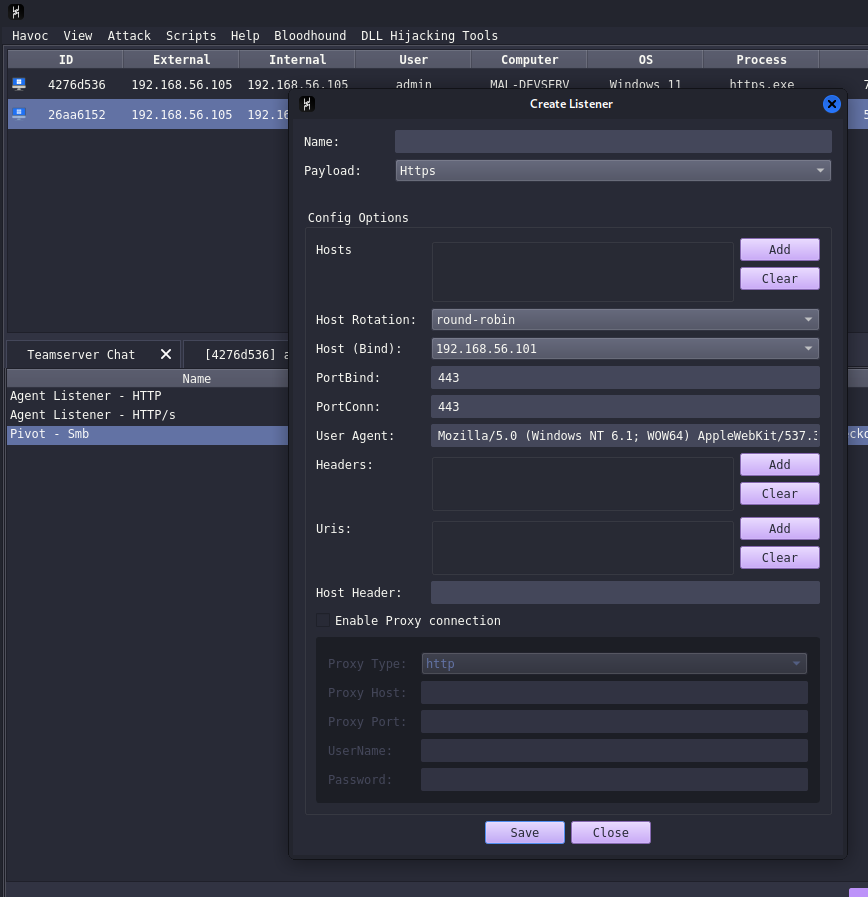 Havoc View Attack Scripts Help Bloodhound DLL Hijacking Tools
ID External Internal User Computer OS Process
4276d536 192.168.56.105 192.168.56.105 admin MAL-DEVSERV Windows 11 https.exe 7
26aa6152 192.168.56.105 192.16 5
Create Listener
Name:
Payload: Https
Config Options
Hosts Add
Clear
Host Rotation: round-robin
Host (Bind): 192.168.56.101
PortBind: 443
PortConn: 443
User Agent: Mozilla/5.0 (Windows NT 6.1; WOW64) AppleWebKit/537.3
Headers: Add
Clear
Uris: Add
Clear
Host Header:
Enable Proxy connection
Proxy Type: http
Proxy Host:
Proxy Port:
UserName:
Password:
Save Close
Teamserver Chat [4276d536] a
Name
Agent Listener - HTTP
Agent Listener - HTTP/s
Pivot - Smb